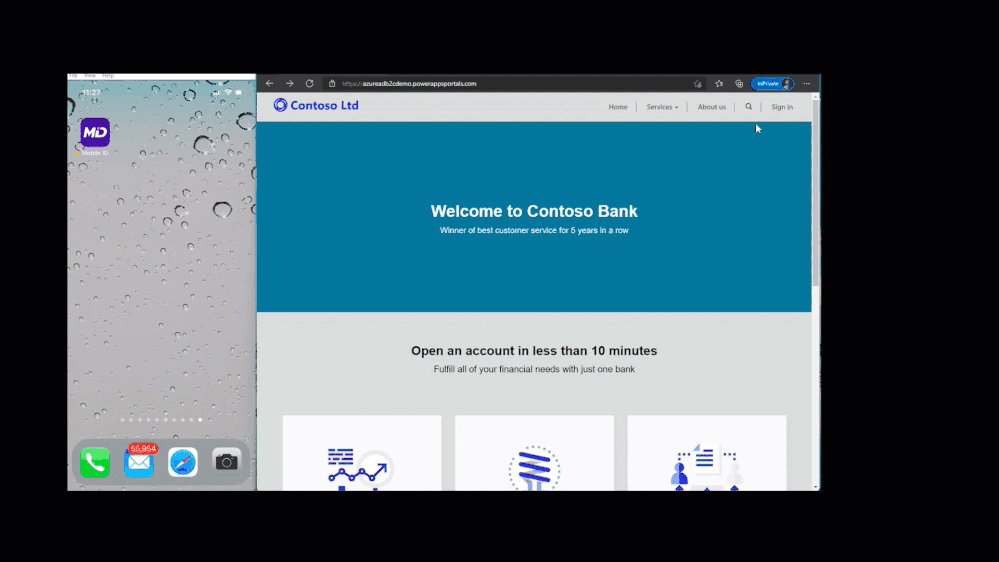 File View Help
11:27
MD
Mobile ID
55,954
https://azureadb2cdemo.powerappsportals.com
InPrivate
Contoso Ltd
Home
Services
About us
Sign in
Welcome to Contoso Bank
Winner of best customer service for 5 years in a row
Open an account in less than 10 minutes
Fulfill all of your financial needs with just one bank